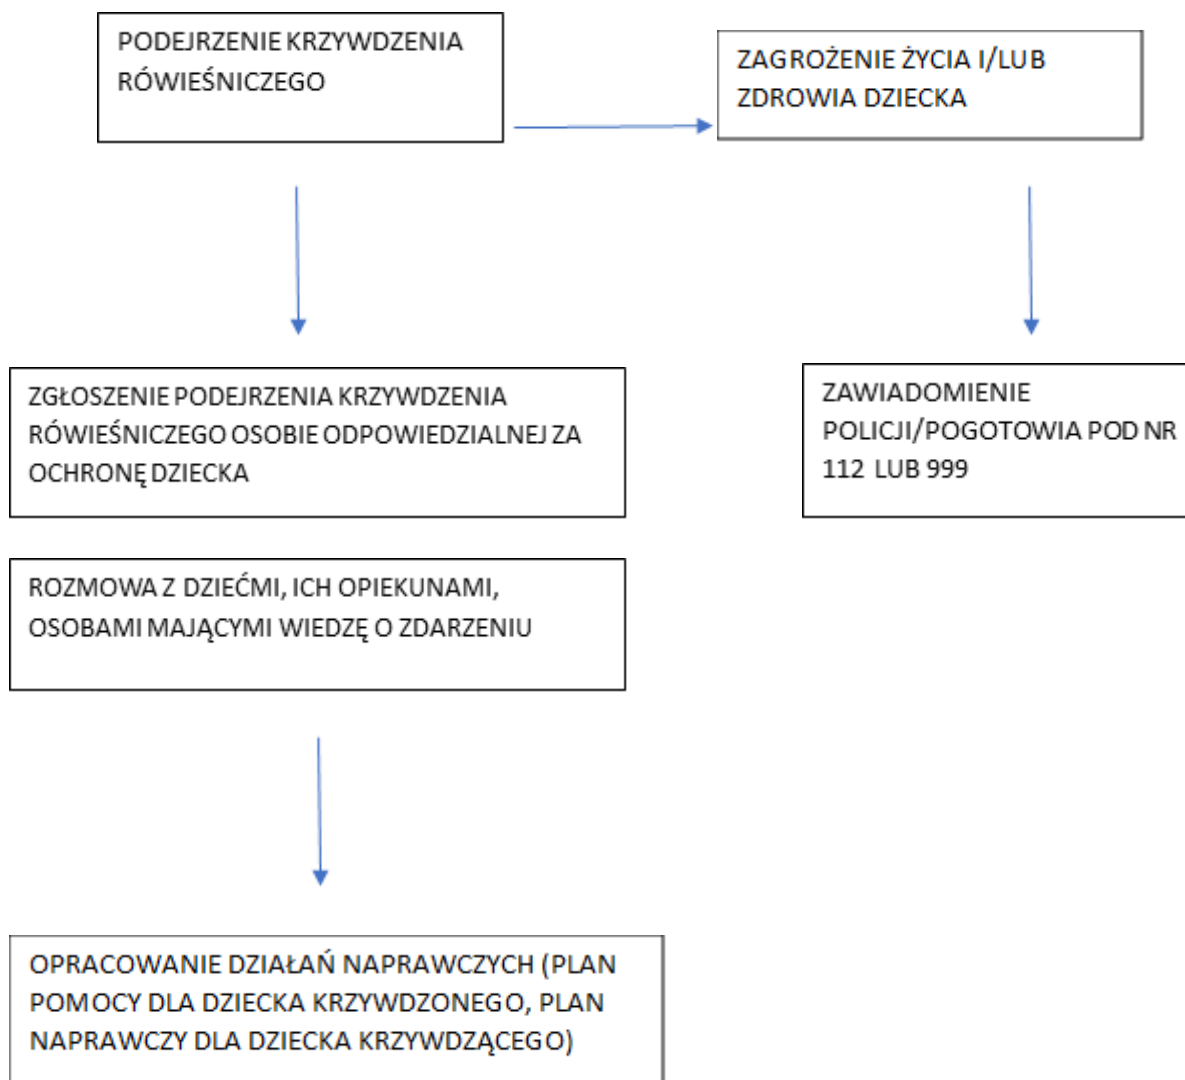 PODEJRZENIE KRZYWDZENIA
RÓWIEŚNICZEGO
ZAGROŻENIE ŻYCIA I/LUB
ZDROWIA DZIECKA
ZGŁOSZENIE PODEJRZENIA KRZYWDZENIA
RÓWIEŚNICZEGO OSOBIE ODPOWIEDZIALNEJ ZA
OCHRONĘ DZIECKA
ZAWIADOMIENIE
POLICJI/POGOTOWIA POD NR
112 LUB 999
ROZMOWA Z DZIEĆMI, ICH OPIEKUNAMI,
OSOBAMI MAJĄCYMI WIEDZĘ O ZDARZENIU
OPRACOWANIE DZIAŁAŃ NAPRAWCZYCH (PLAN
POMOCY DLA DZIECKA KRZYWDZONEGO, PLAN
NAPRAWCZY DLA DZIECKA KRZYWDZĄCEGO)